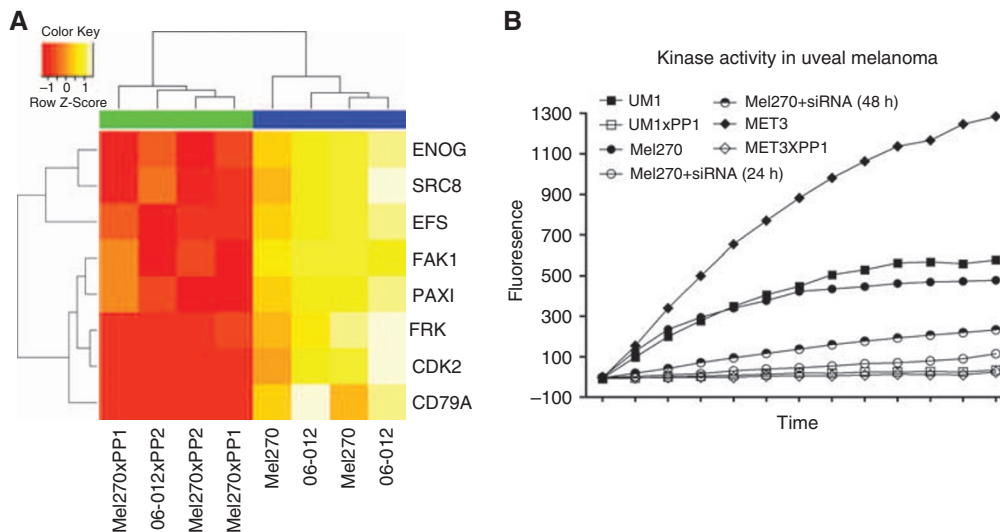 A
Color Key
−1 0 1
Row Z-Score
ENOG
SRC8
EFS
FAK1
PAXI
FRK
CDK2
CD79A
Mel270xPP1
06-012xPP2
Mel270xPP2
Mel270xPP1
Mel270
06-012
Mel270
06-012
B
Kinase activity in uveal melanoma
UM1
UM1xPP1
Mel270
Mel270+siRNA (24 h)
Mel270+siRNA (48 h)
MET3
MET3XPP1
1300
1100
900
700
500
300
100
−100
Fluoresence
Time